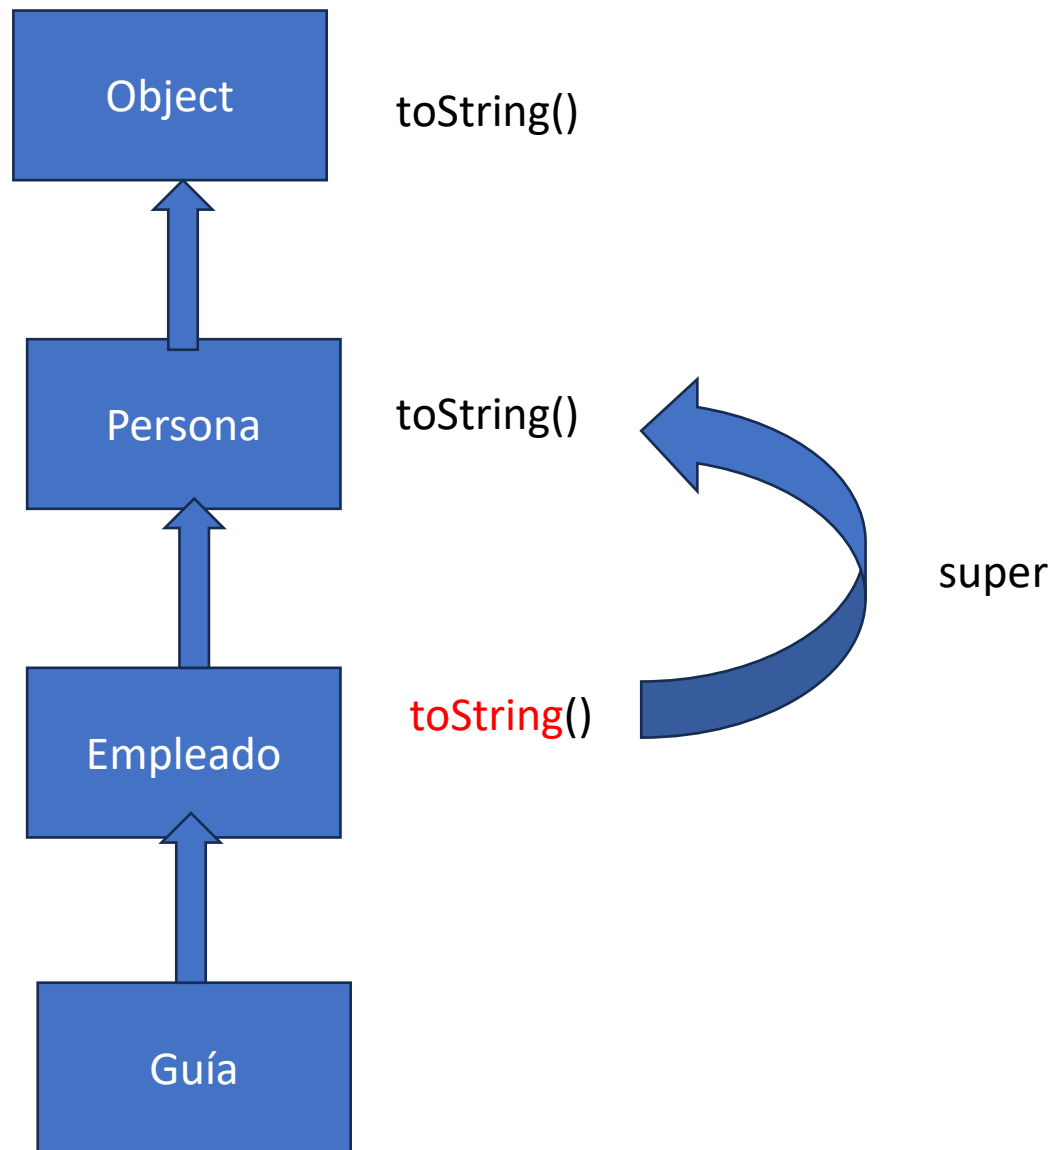 Object
toString()
Persona
toString()
super
Empleado
toString()
Guía